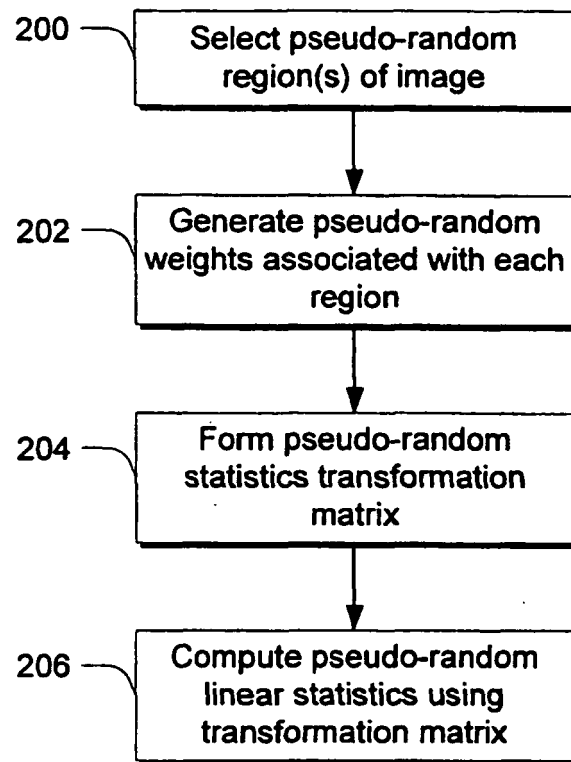 200
Select pseudo-random
region(s) of image
202
Generate pseudo-random
weights associated with each
region
204
Form pseudo-random
statistics transformation
matrix
206
Compute pseudo-random
linear statistics using
transformation matrix